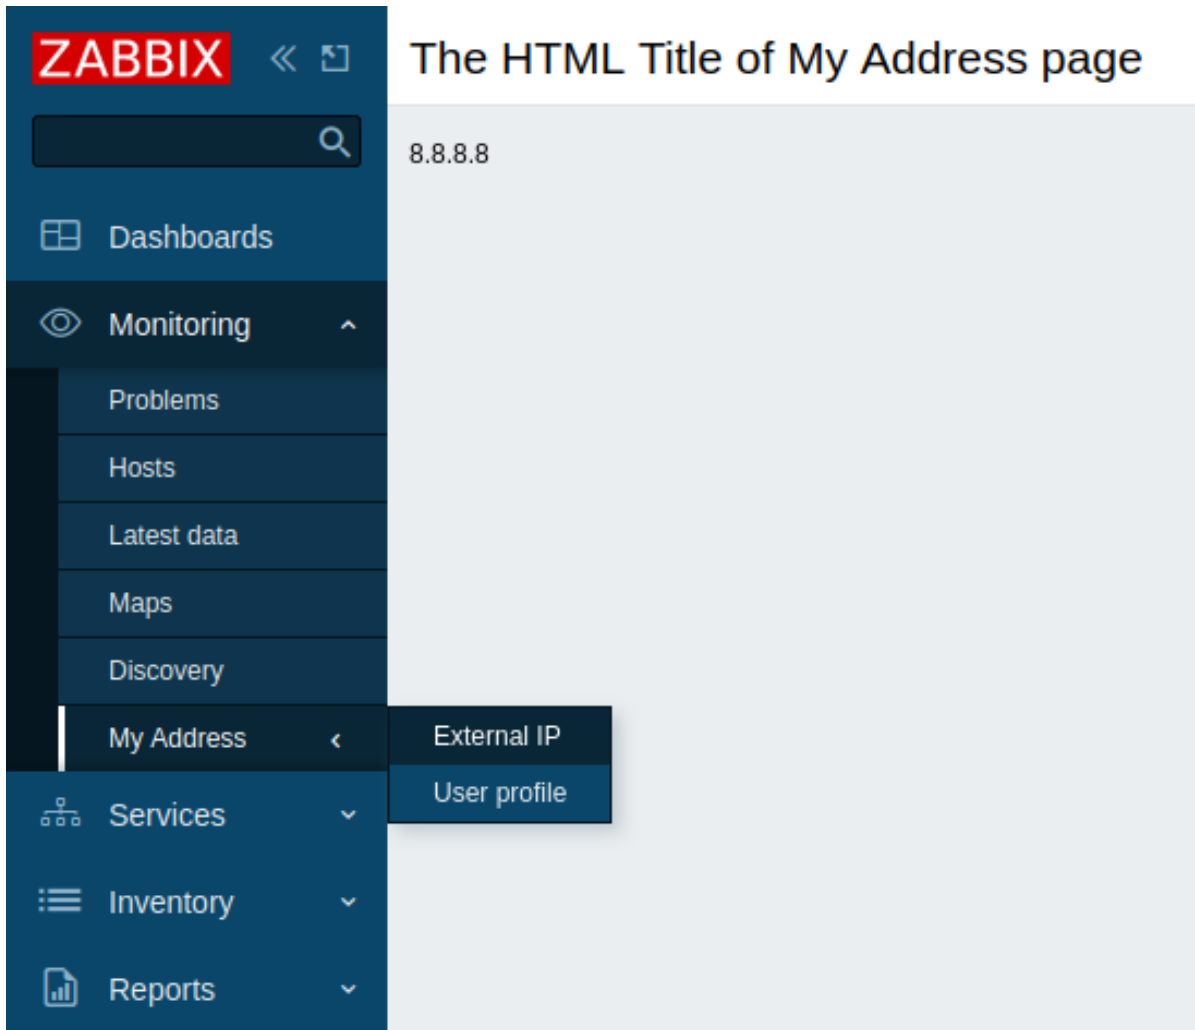 ZABBIX
The HTML Title of My Address page
8.8.8.8
Dashboards
Monitoring
Problems
Hosts
Latest data
Maps
Discovery
My Address
External IP
User profile
Services
Inventory
Reports